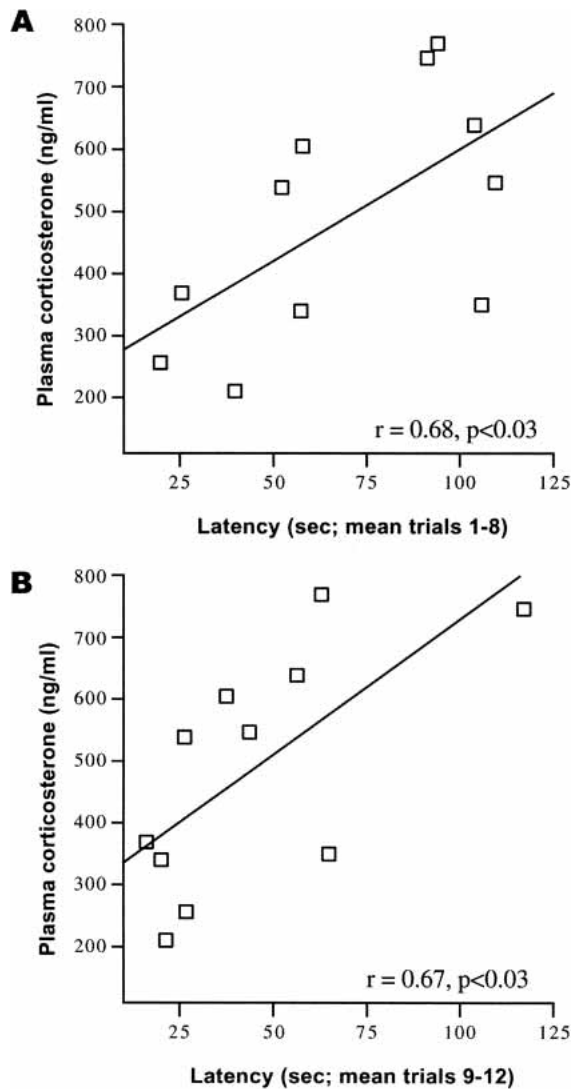 A
Plasma corticosterone (ng/ml)
800
700
600
500
400
300
200
r = 0.68, p<0.03
25 50 75 100 125
Latency (sec; mean trials 1-8)
B
Plasma corticosterone (ng/ml)
800
700
600
500
400
300
200
r = 0.67, p<0.03
25 50 75 100 125
Latency (sec; mean trials 9-12)